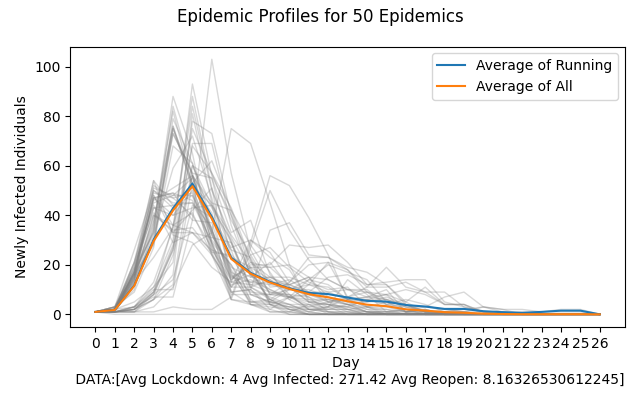 Epidemic Profiles for 50 Epidemics
Average of Running
Average of All
Newly Infected Individuals
100
80
60
40
20
0
0 1 2 3 4 5 6 7 8 9 10 11 12 13 14 15 16 17 18 19 20 21 22 23 24 25 26
Day
DATA:[Avg Lockdown: 4 Avg Infected: 271.42 Avg Reopen: 8.16326530612245]